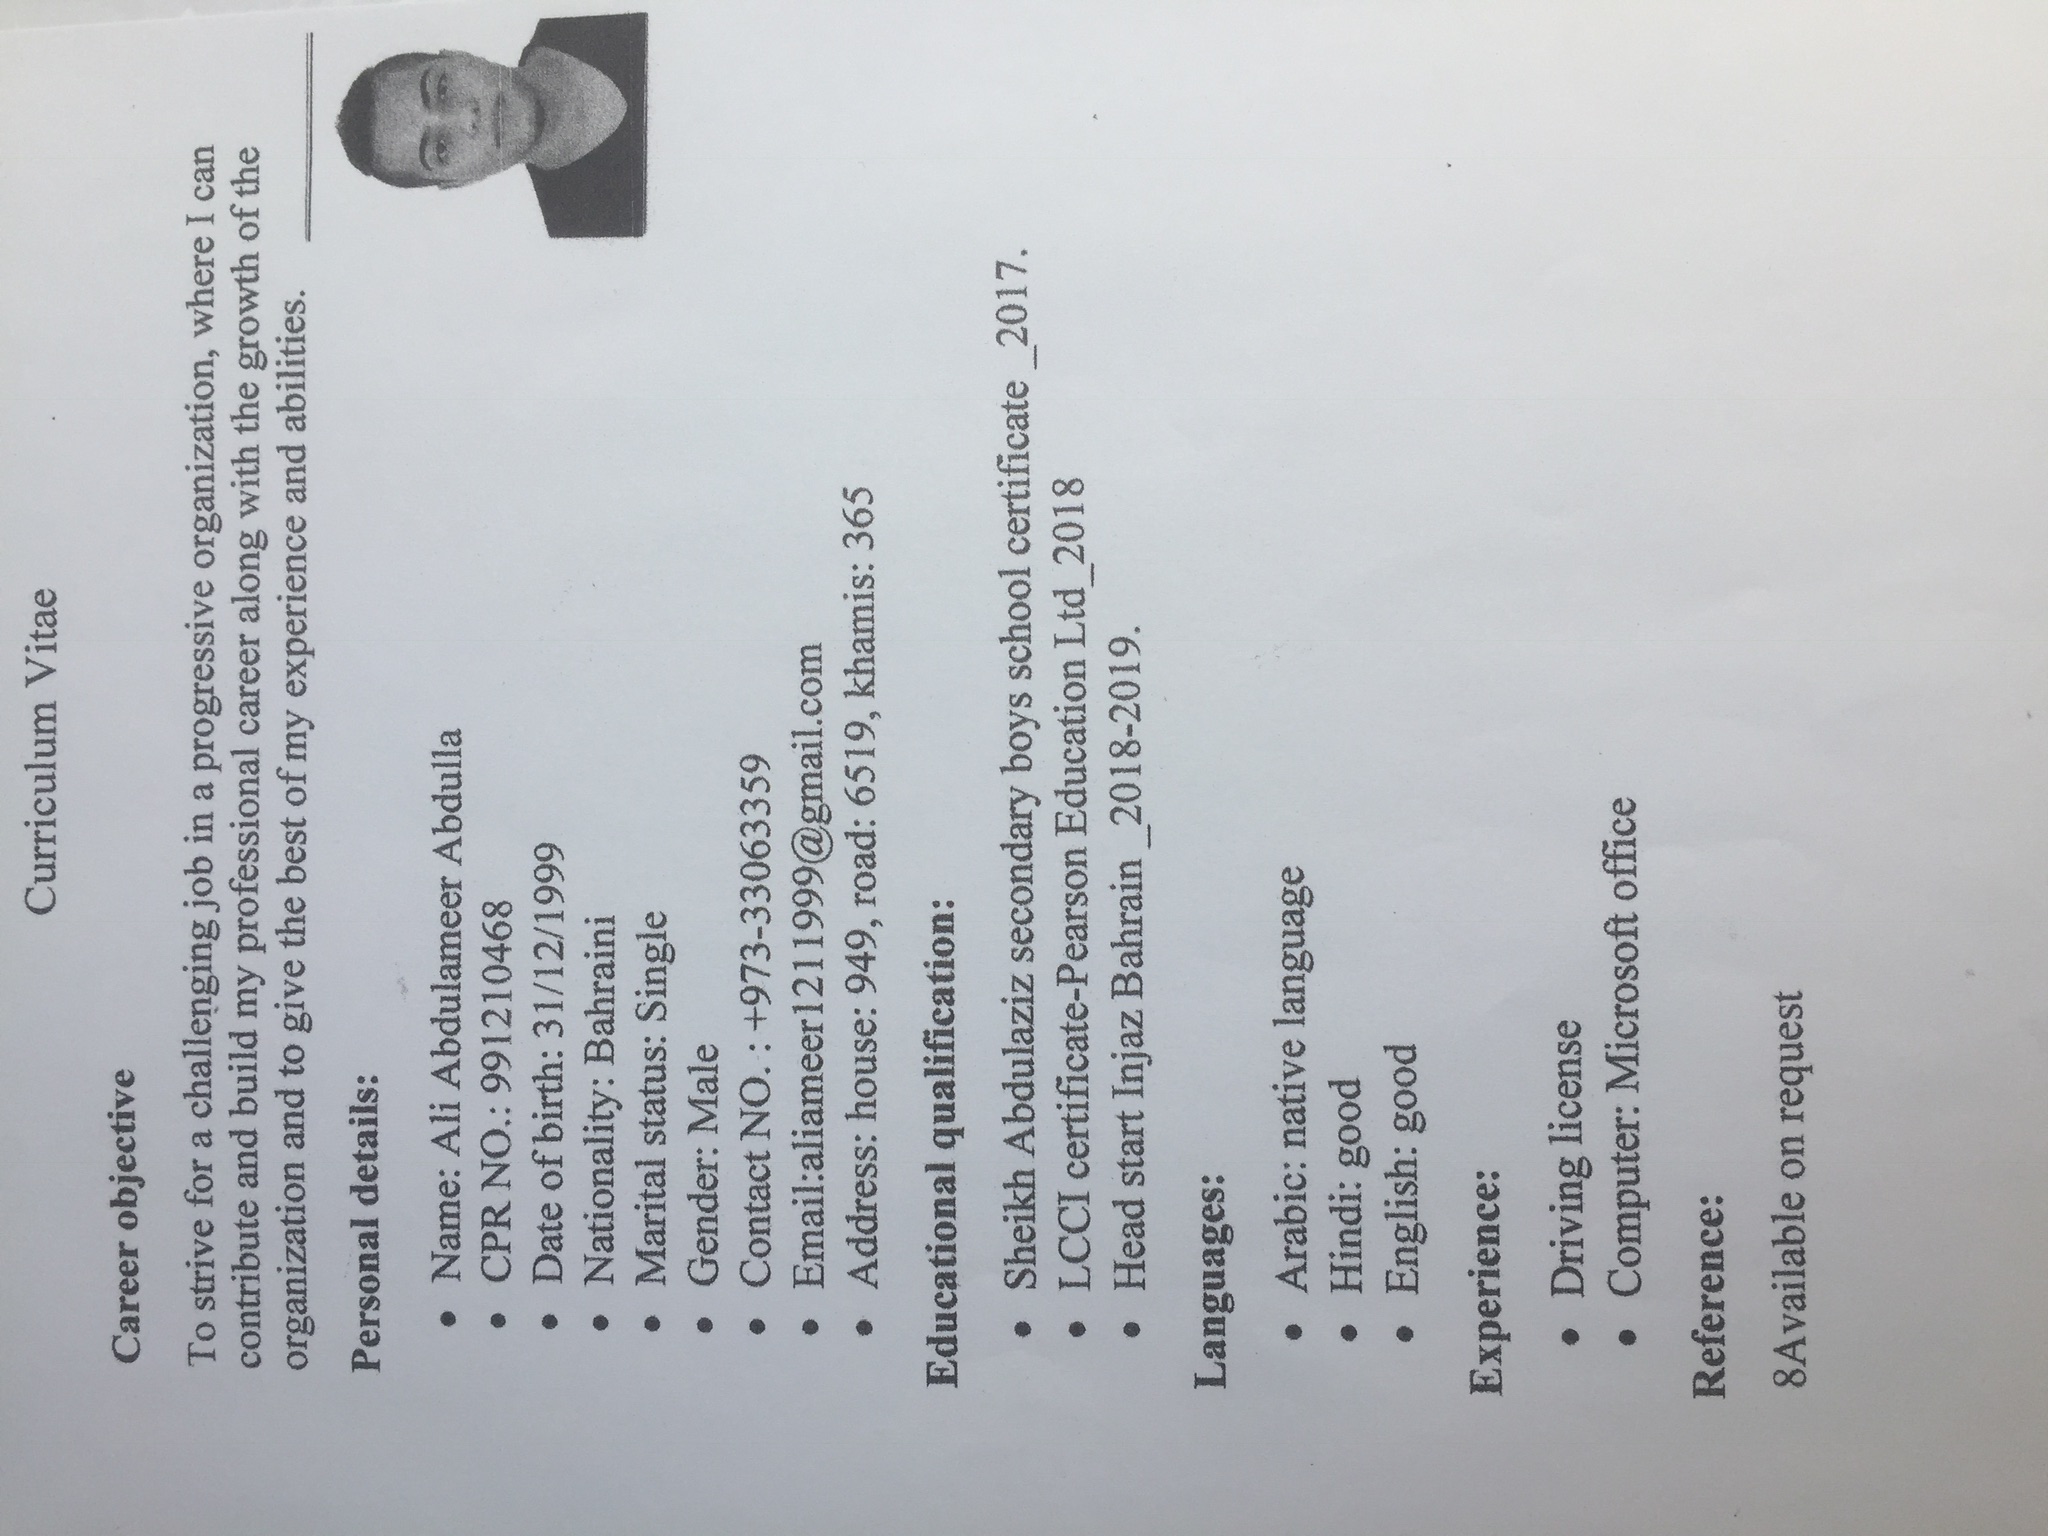 Curriculum Vitae
Career objective
To strive for a challenging job in a progressive organization, where I can
contribute and build my professional career along with the growth of the
organization and to give the best of my experience and abilities.
Personal details:
• Name: Ali Abdulameer Abdulla
• CPR NO.: 991210468
• Date of birth: 31/12/1999
• Nationality: Bahraini
• Marital status: Single
• Gender: Male
• Contact NO. : +973-33063359
• Email:aliameer1211999@gmail.com
• Address: house: 949, road: 6519, khamis: 365
Educational qualification:
• Sheikh Abdulaziz secondary boys school certificate _2017.
• LCCI certificate-Pearson Education Ltd_2018
• Head start Injaz Bahrain _2018-2019.
Languages:
• Arabic: native language
• Hindi: good
• English: good
Experience:
• Driving license
• Computer: Microsoft office
Reference:
8Available on request